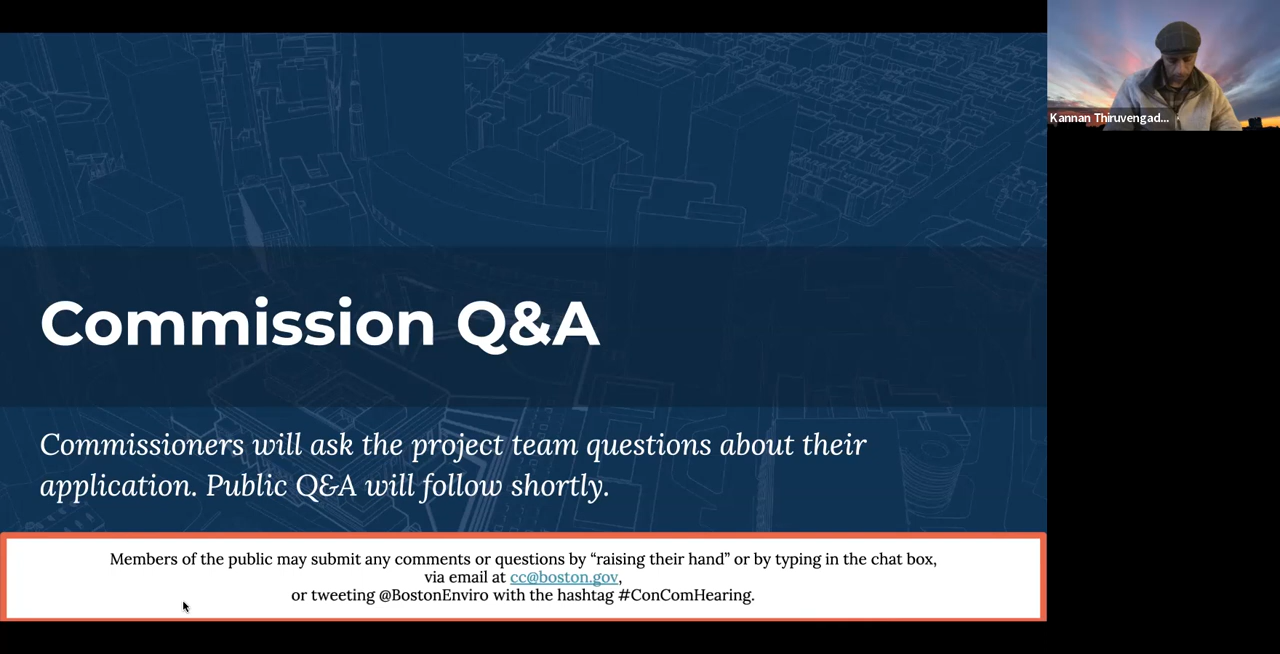 Commission Q&A
Commissioners will ask the project team questions about their
application. Public Q&A will follow shortly.
Members of the public may submit any comments or questions by “raising their hand” or by typing in the chat box,
via email at cc@boston.gov,
or tweeting @BostonEnviro with the hashtag #ConComHearing.
Kannan Thiruvengad...